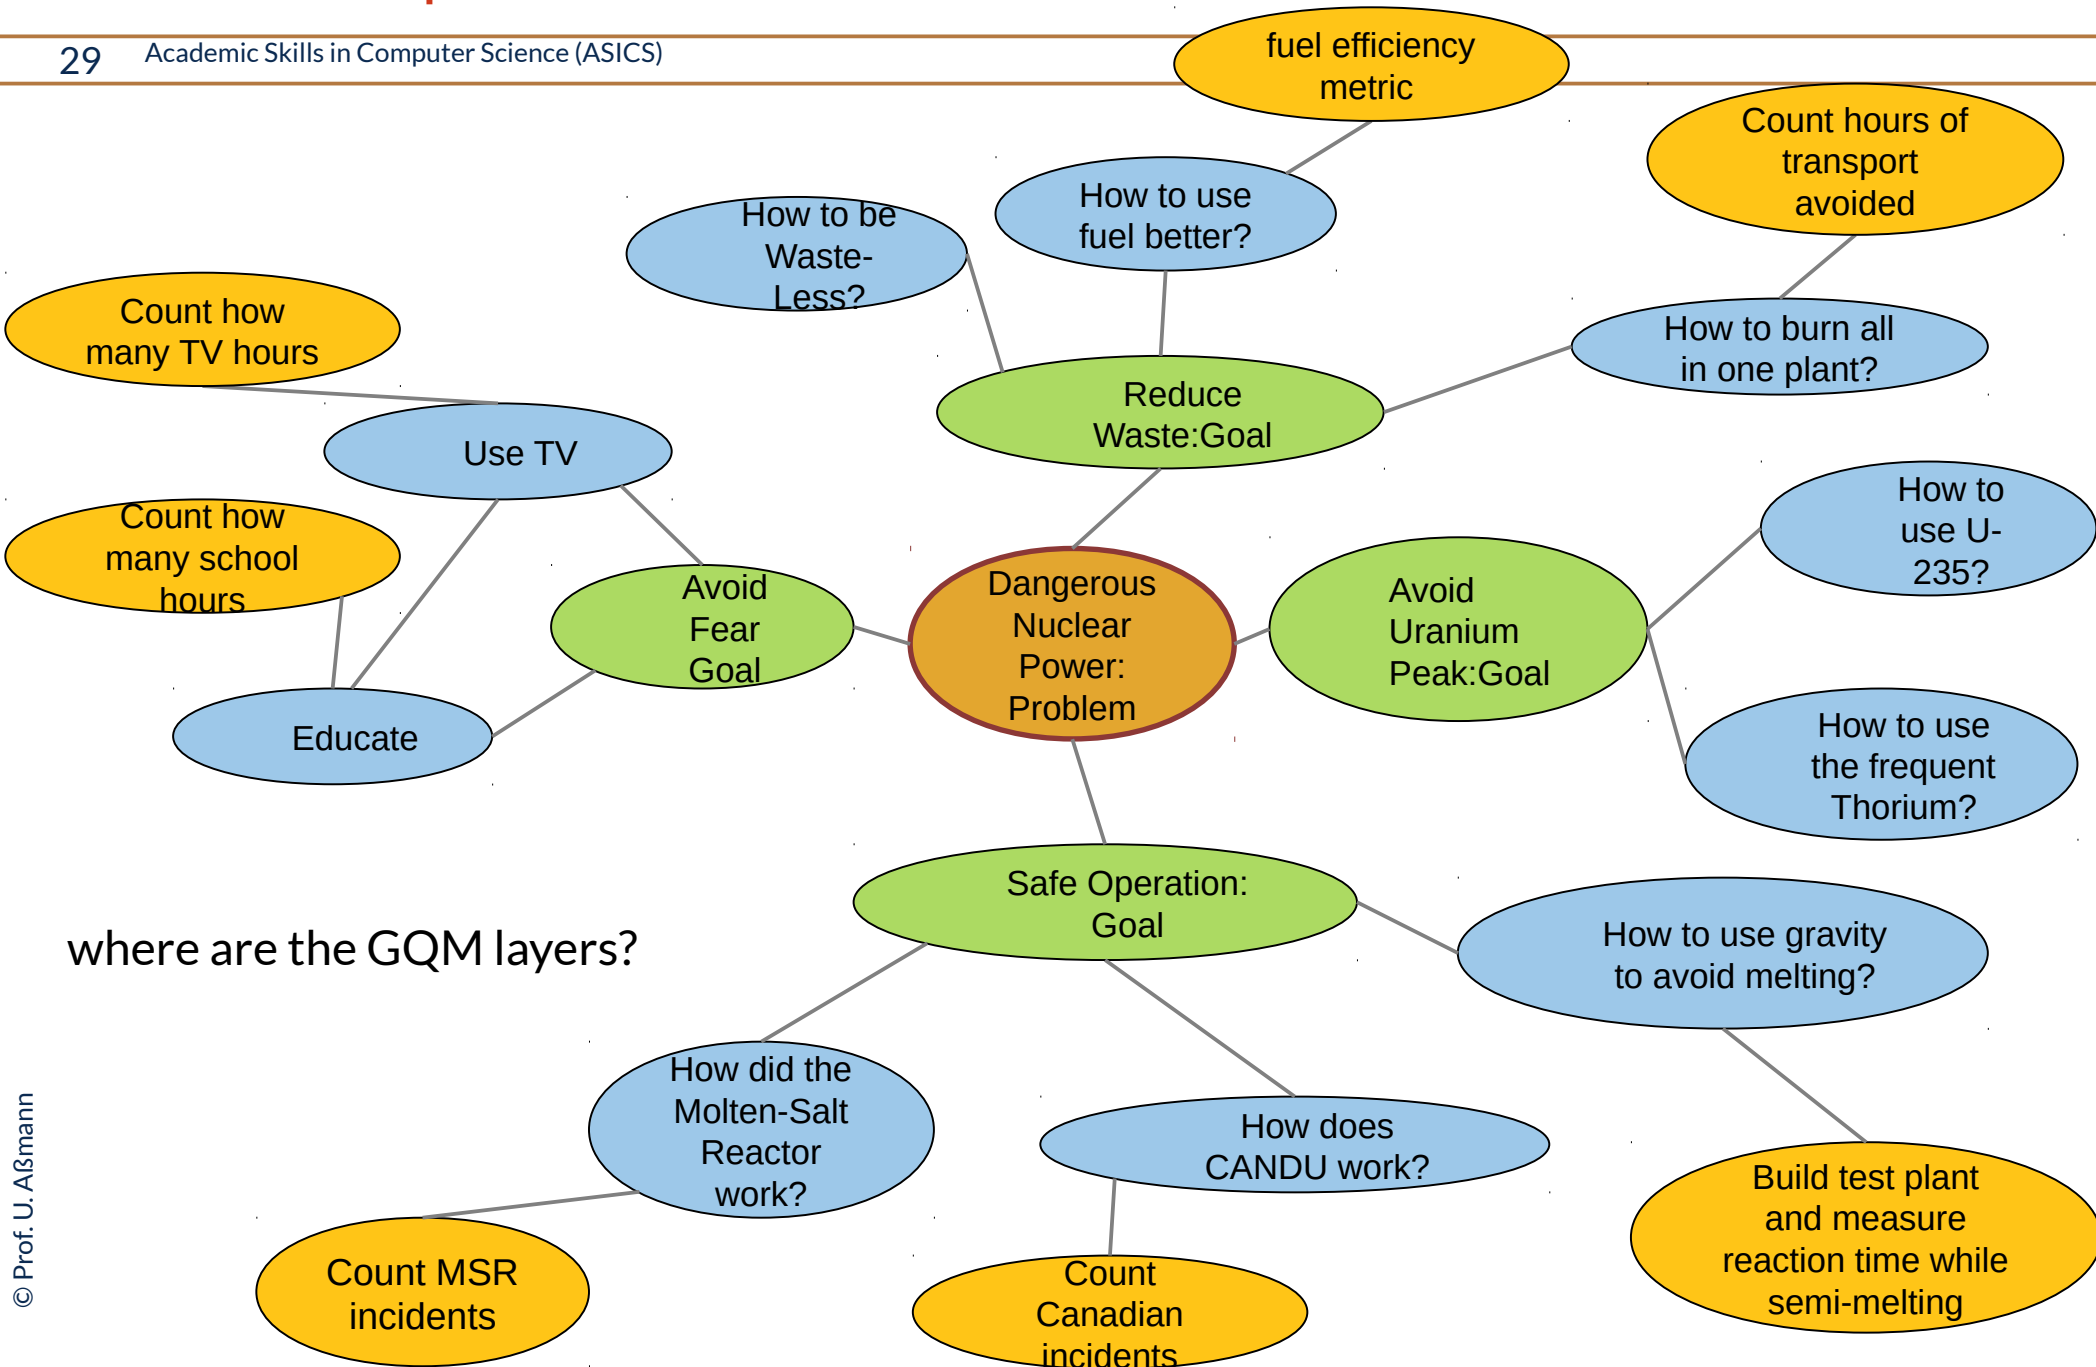 29
Academic Skills in Computer Science (ASICS)
fuel efficiency
metric
Count hours of
transport
avoided
How to use
fuel better?
How to be
Waste-
Less?
Count how
many TV hours
How to burn all
in one plant?
Reduce
Waste:Goal
Use TV
How to
use U-
235?
Count how
many school
hours
Avoid
Fear
Goal
Dangerous
Nuclear
Power:
Problem
Avoid
Uranium
Peak:Goal
Educate
How to use
the frequent
Thorium?
Safe Operation:
Goal
where are the GQM layers?
How to use gravity
to avoid melting?
How did the
Molten-Salt
Reactor
work?
How does
CANDU work?
Build test plant
and measure
reaction time while
semi-melting
Count MSR
incidents
Count
Canadian
incidents
© Prof. U. Aßmann